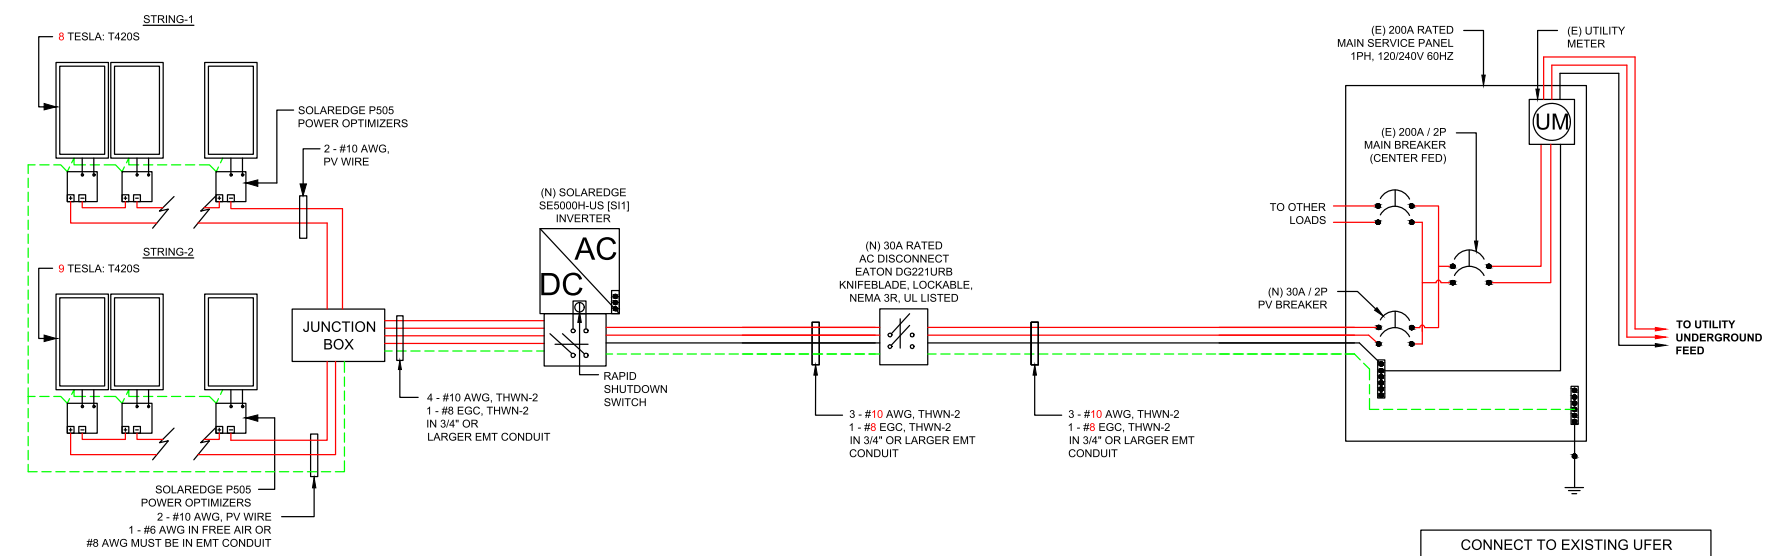 STRING-1
8 TESLA: T420S
SOLAREDGE P505
POWER OPTIMIZERS
2 - #10 AWG,
PV WIRE
STRING-2
9 TESLA: T420S
JUNCTION
BOX
SOLAREDGE P505
POWER OPTIMIZERS
2 - #10 AWG, PV WIRE
1 - #6 AWG IN FREE AIR OR
#8 AWG MUST BE IN EMT CONDUIT
4 - #10 AWG, THWN-2
1 - #8 EGC, THWN-2
IN 3/4" OR
LARGER EMT CONDUIT
(N) SOLAREDGE
SE5000H-US [SI1]
INVERTER
AC
DC
RAPID
SHUTDOWN
SWITCH
3 - #10 AWG, THWN-2
1 - #8 EGC, THWN-2
IN 3/4" OR LARGER EMT
CONDUIT
(N) 30A RATED
AC DISCONNECT
EATON DG221URB
KNIFEBLADE, LOCKABLE,
NEMA 3R, UL LISTED
3 - #10 AWG, THWN-2
1 - #8 EGC, THWN-2
IN 3/4" OR LARGER EMT
CONDUIT
(E) 200A RATED
MAIN SERVICE PANEL
1PH, 120/240V 60HZ
(E) UTILITY
METER
UM
(E) 200A / 2P
MAIN BREAKER
(CENTER FED)
TO OTHER
LOADS
(N) 30A / 2P
PV BREAKER
TO UTILITY
UNDERGROUND
FEED
CONNECT TO EXISTING UFER